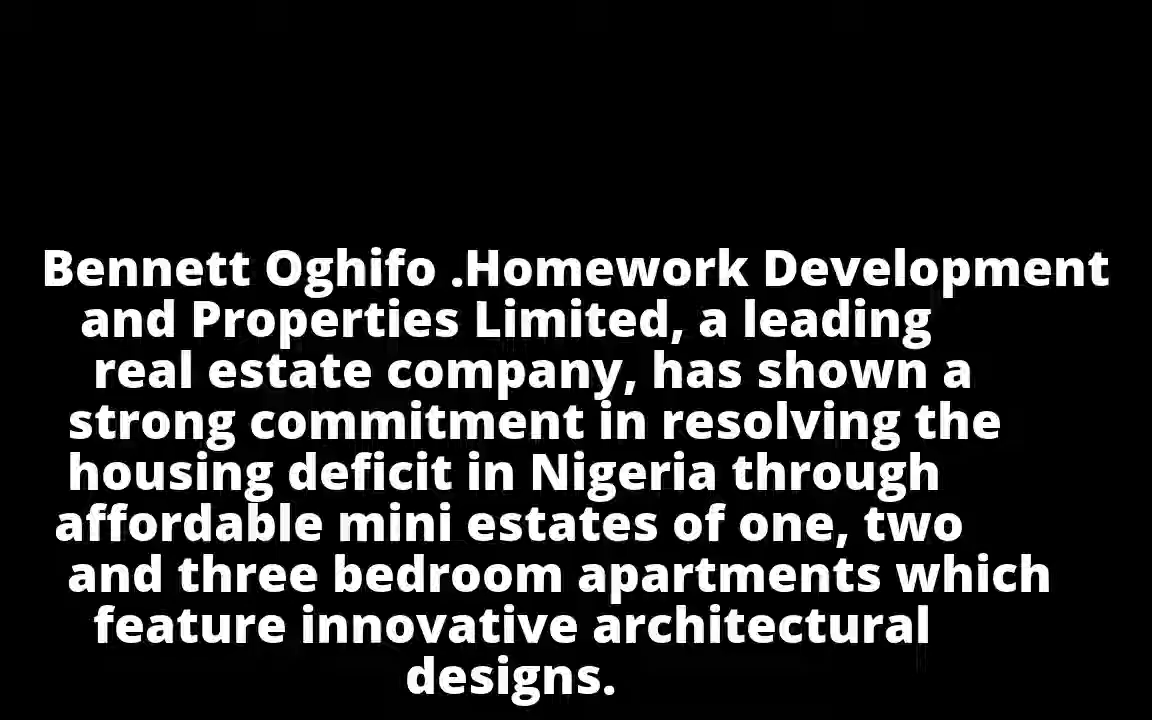 Bennett Oghifo .Homework Development
and Properties Limited, a leading
real estate company, has shown a
strong commitment in resolving the
housing deficit in Nigeria through
affordable mini estates of one, two
and three bedroom apartments which
feature innovative architectural
designs.